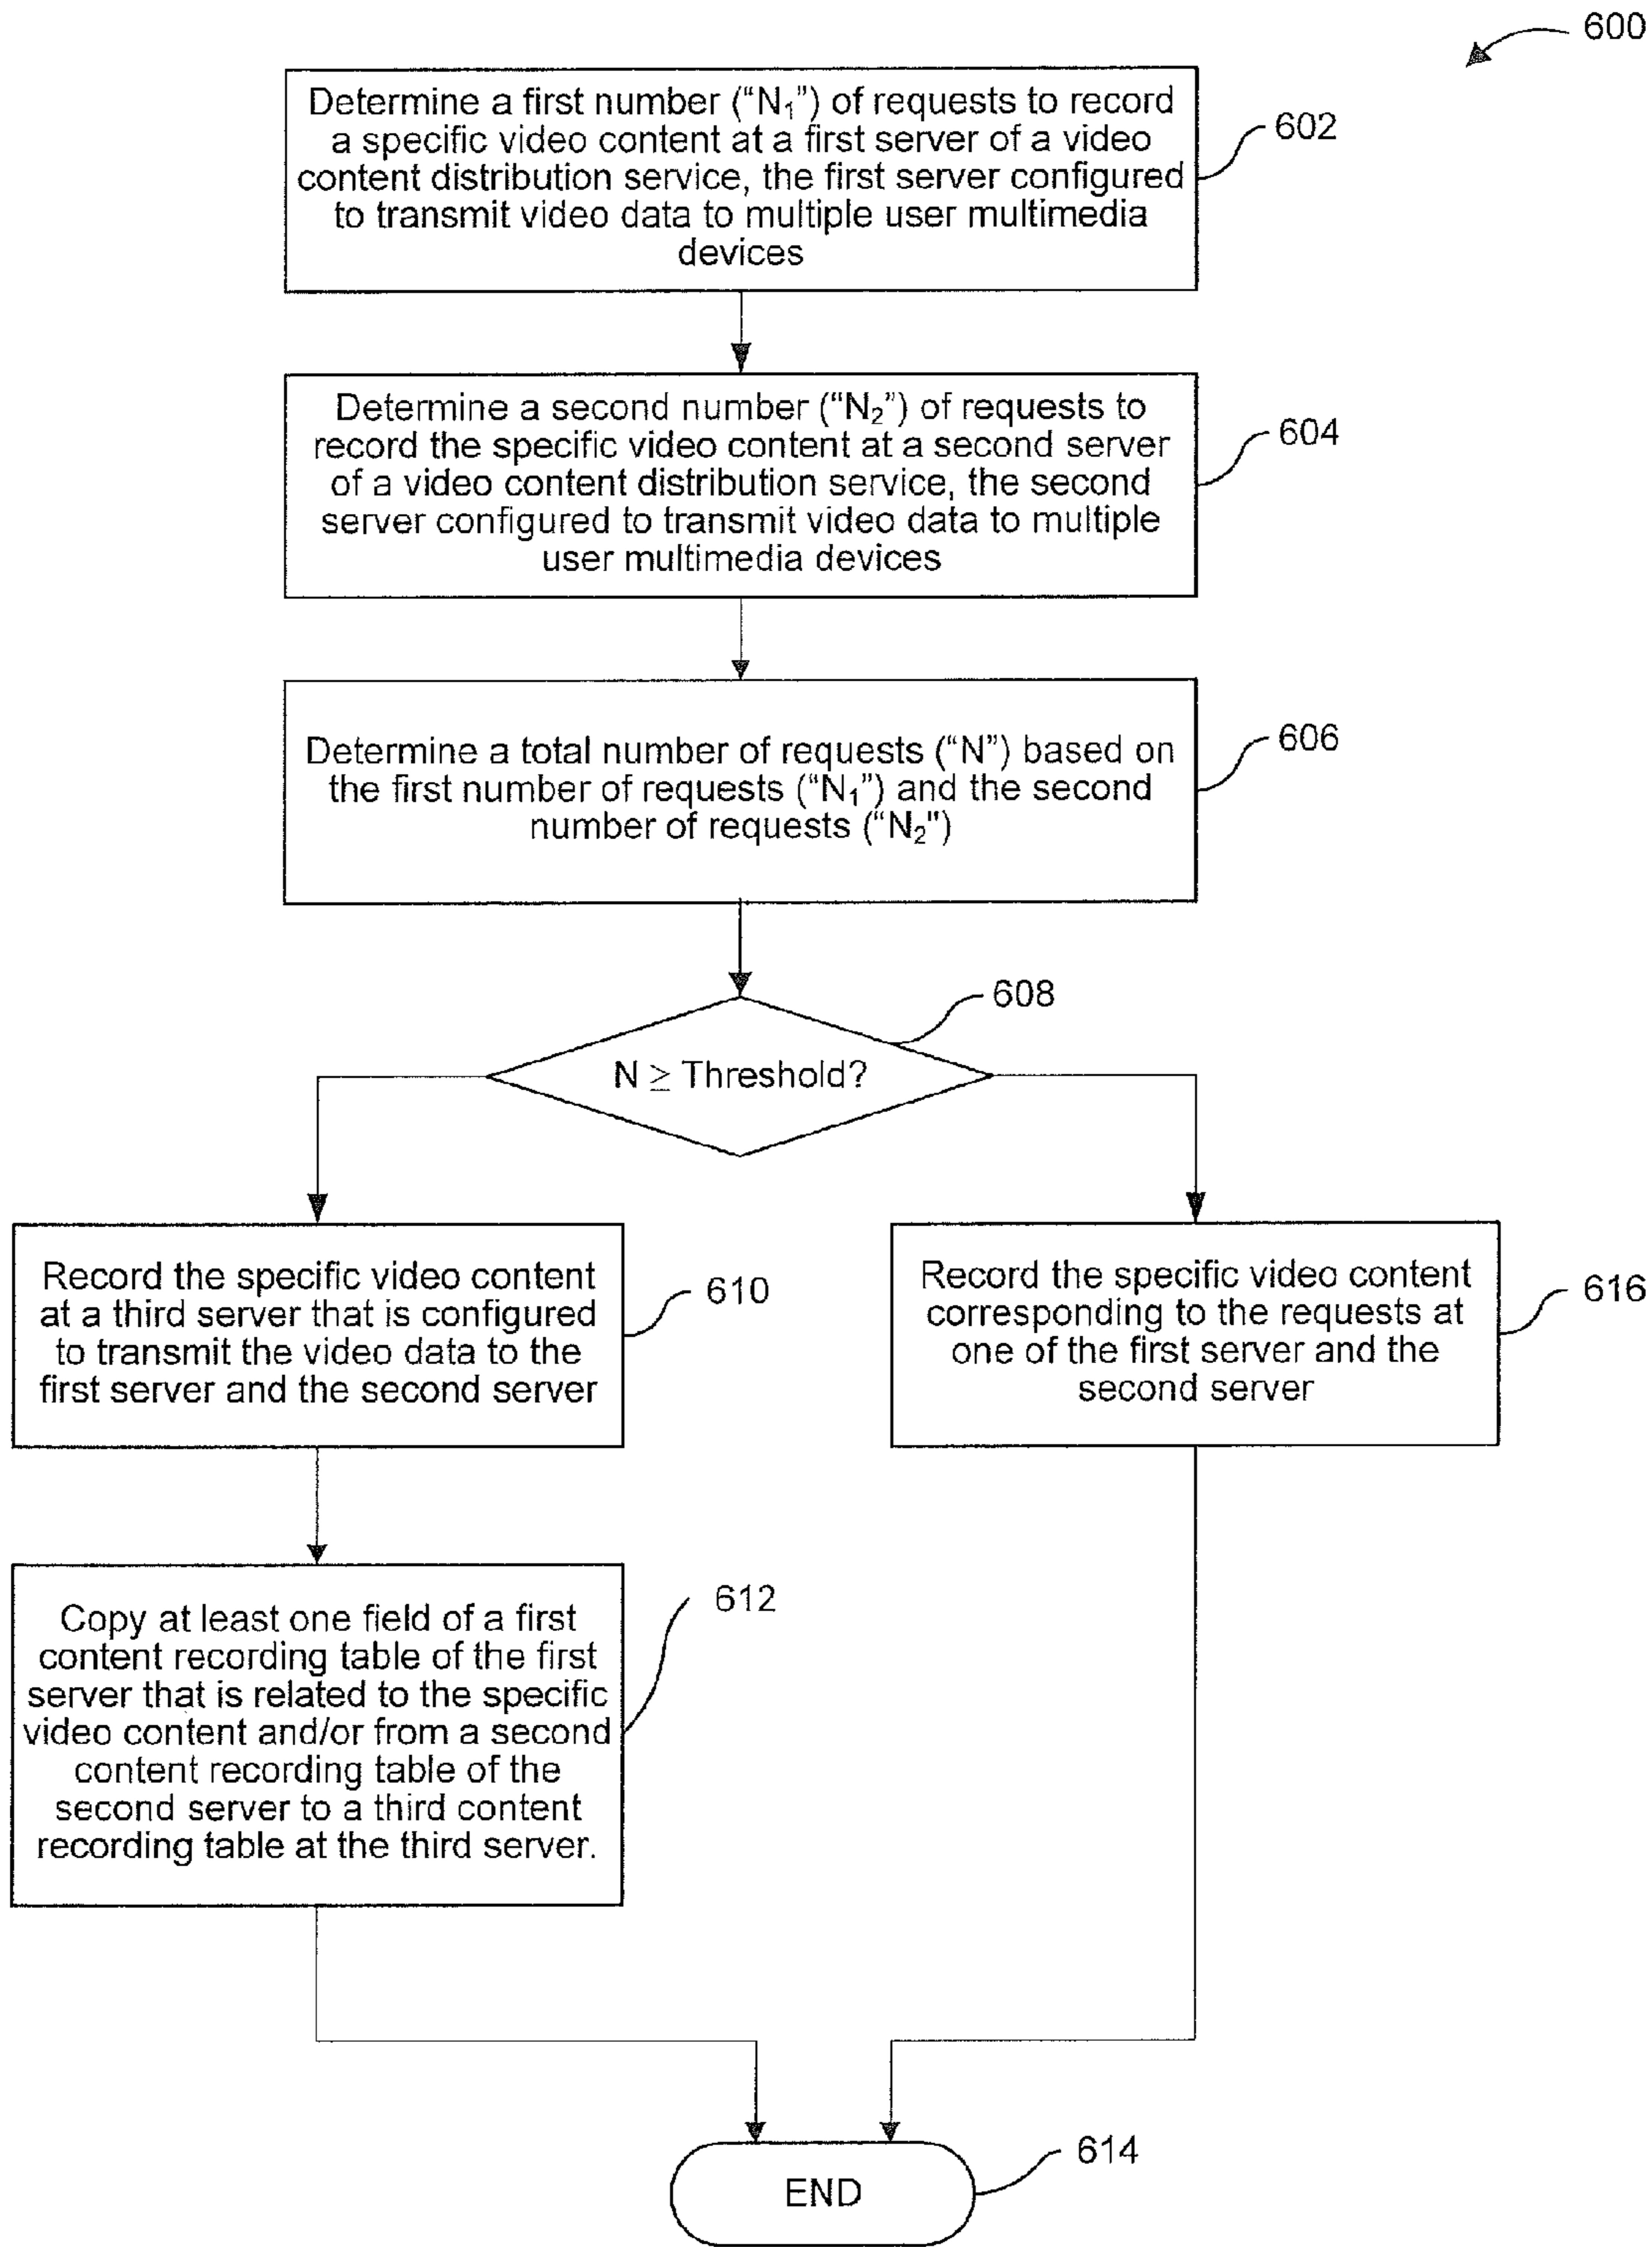 600
Determine a first number (“N₁”) of requests to record
a specific video content at a first server of a video
content distribution service, the first server configured
to transmit video data to multiple user multimedia
devices
602
Determine a second number (“N₂”) of requests to
record the specific video content at a second server
of a video content distribution service, the second
server configured to transmit video data to multiple
user multimedia devices
604
Determine a total number of requests (“N”) based on
the first number of requests (“N₁”) and the second
number of requests (“N₂”)
606
608
N ≥ Threshold?
Record the specific video content
at a third server that is configured
to transmit the video data to the
first server and the second server
610
Record the specific video content
corresponding to the requests at
one of the first server and the
second server
616
Copy at least one field of a first
content recording table of the first
server that is related to the specific
video content and/or from a second
content recording table of the
second server to a third content
recording table at the third server.
612
END
614